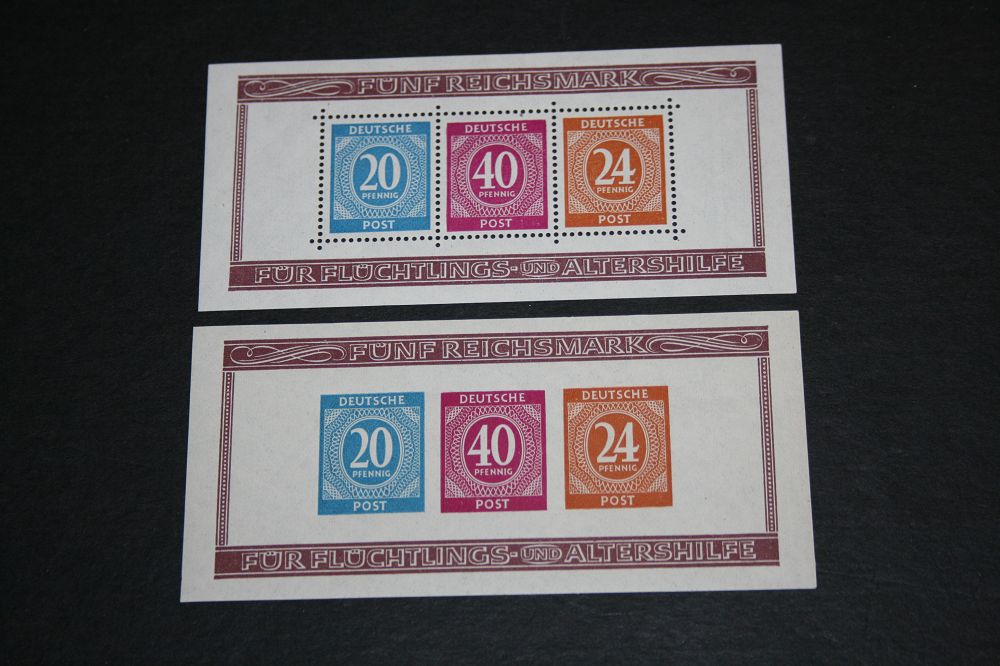 FÜNF REICHSMARK
DEUTSCHE
20
PFENNIG
POST
DEUTSCHE
40
PFENNIG
POST
DEUTSCHE
24
PFENNIG
POST
FÜR FLÜCHTLINGS- UND ALTERSHILFE
FÜNF REICHSMARK
DEUTSCHE
20
PFENNIG
POST
DEUTSCHE
40
PFENNIG
POST
DEUTSCHE
24
PFENNIG
POST
FÜR FLÜCHTLINGS- UND ALTERSHILFE